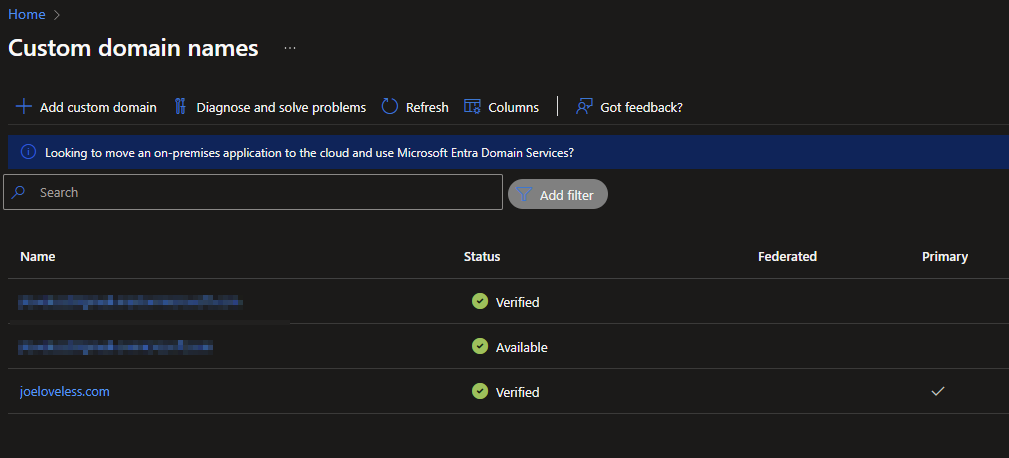 Home
Custom domain names
Add custom domain Diagnose and solve problems Refresh Columns Got feedback?
Looking to move an on-premises application to the cloud and use Microsoft Entra Domain Services?
Search Add filter
Name Status Federated Primary
Verified
Available
joeloveless.com Verified